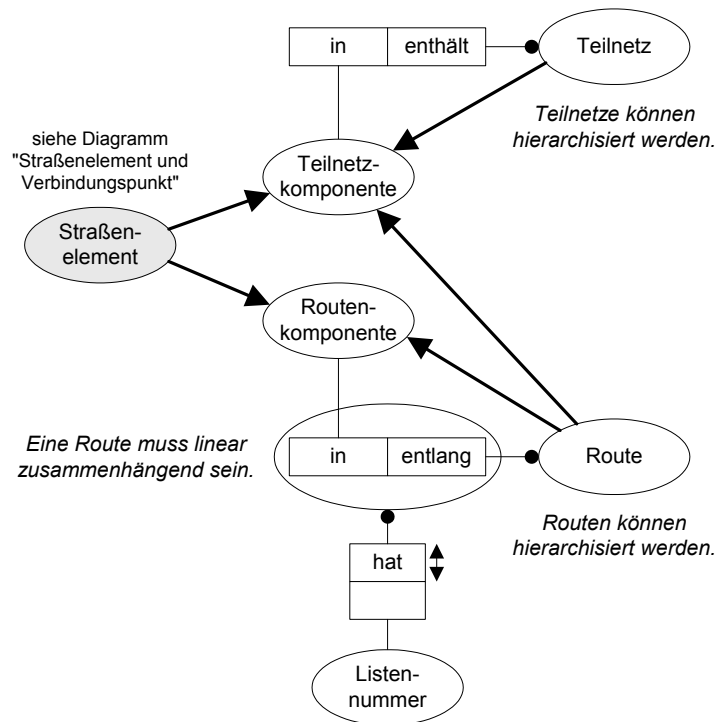 in
enthält
Teilnetz
Teilnetze können
hierarchisiert werden.
siehe Diagramm
"Straßenelement und
Verbindungspunkt"
Teilnetz-
komponente
Straßen-
element
Routen-
komponente
Eine Route muss linear
zusammenhängend sein.
in
entlang
Route
Routen können
hierarchisiert werden.
hat
Listen-
nummer